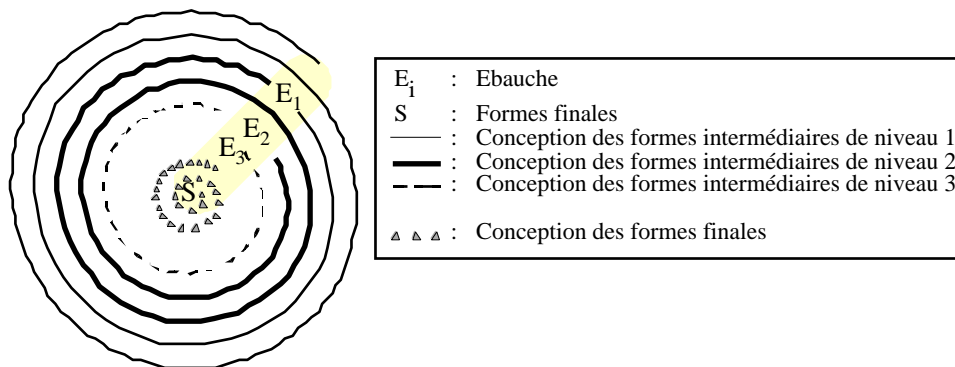 E1
E2
E3
S
Ei : Ebauche
S : Formes finales
: Conception des formes intermédiaires de niveau 1
: Conception des formes intermédiaires de niveau 2
: Conception des formes intermédiaires de niveau 3
: Conception des formes finales